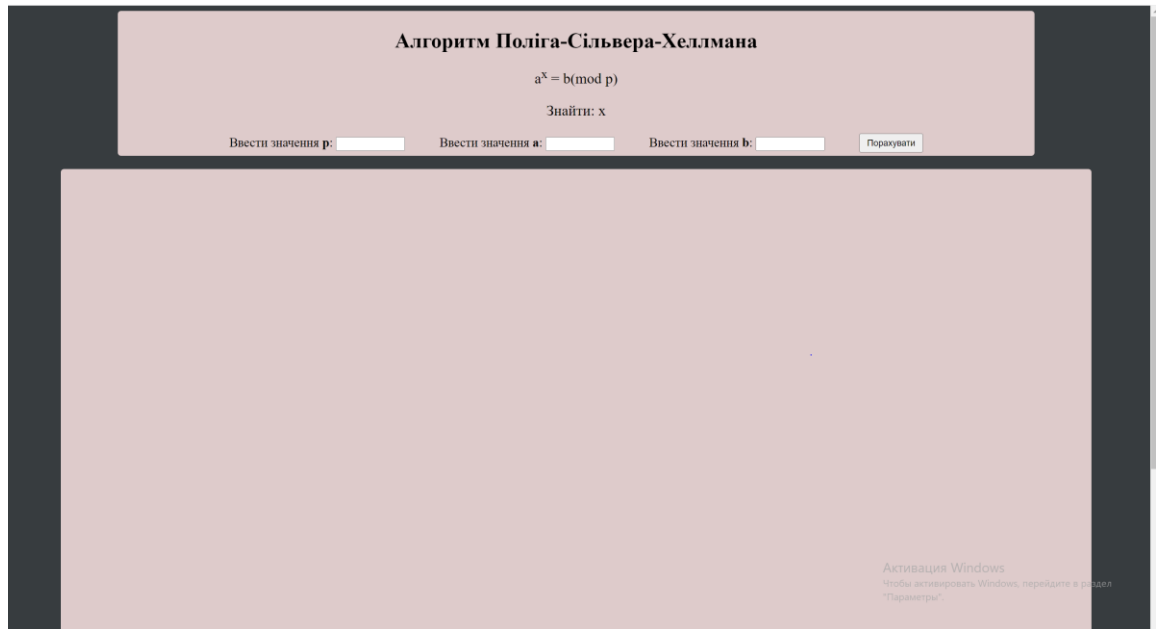 Алгоритм Поліга-Сільвера-Хеллмана
aˣ = b(mod p)
Знайти: x
Ввести значення p: Ввести значення a: Ввести значення b: Порахувати
Активация Windows
Чтобы активировать Windows, перейдите в раздел
"Параметры".